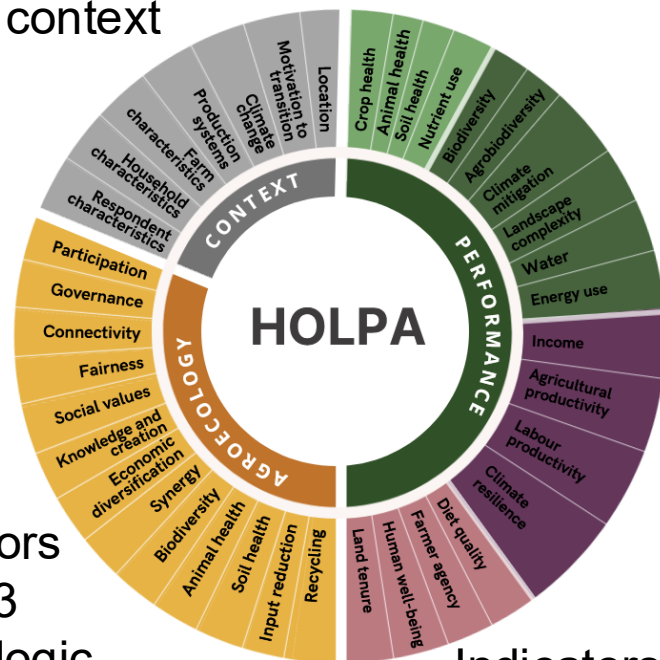 context
Location
Motivation to
transition
Climate
change
Production
systems
Farm
characteristics
Household
characteristics
Respondent
characteristics
CONTEXT
Crop health
Animal health
Soil health
Nutrient use
Biodiversity
Agrobiodiversity
Climate
mitigation
Landscape
complexity
Water
Energy use
Income
Agricultural
productivity
Labour
productivity
Climate
resilience
Diet quality
Farmer agency
Human well-being
Land tenure
PERFORMANCE
HOLPA
AGROECOLOGY
Participation
Governance
Connectivity
Fairness
Social values
Knowledge and
creation
Economic
diversification
Synergy
Biodiversity
Animal health
Soil health
Input reduction
Recycling
ors
3
logic
Indicators